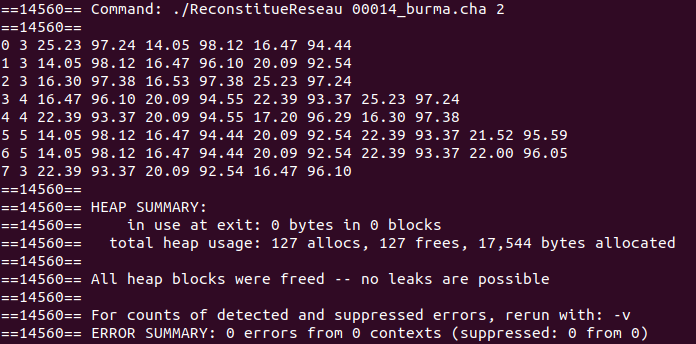 ==14560== Command: ./ReconstitueReseau 00014_burma.cha 2
==14560==
0 3 25.23 97.24 14.05 98.12 16.47 94.44
1 3 14.05 98.12 16.47 96.10 20.09 92.54
2 3 16.30 97.38 16.53 97.38 25.23 97.24
3 4 16.47 96.10 20.09 94.55 22.39 93.37 25.23 97.24
4 4 22.39 93.37 20.09 94.55 17.20 96.29 16.30 97.38
5 5 14.05 98.12 16.47 94.44 20.09 92.54 22.39 93.37 21.52 95.59
6 5 14.05 98.12 16.47 94.44 20.09 92.54 22.39 93.37 22.00 96.05
7 3 22.39 93.37 20.09 92.54 16.47 96.10
==14560==
==14560== HEAP SUMMARY:
==14560==     in use at exit: 0 bytes in 0 blocks
==14560==   total heap usage: 127 allocs, 127 frees, 17,544 bytes allocated
==14560==
==14560== All heap blocks were freed -- no leaks are possible
==14560==
==14560== For counts of detected and suppressed errors, rerun with: -v
==14560== ERROR SUMMARY: 0 errors from 0 contexts (suppressed: 0 from 0)